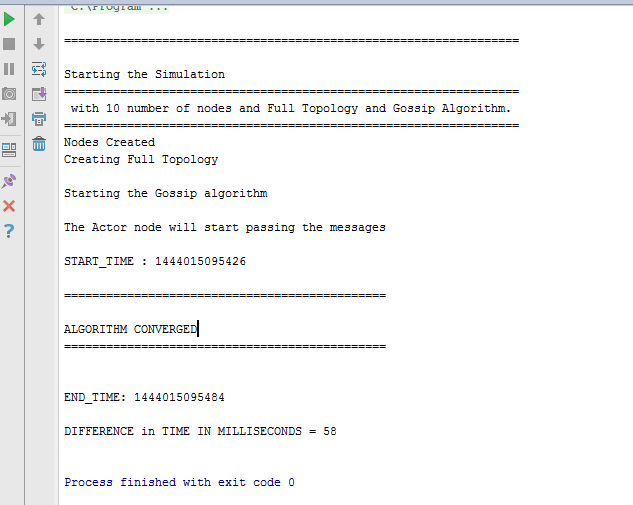 C:\Program ...
=================================================================
Starting the Simulation
=================================================================
with 10 number of nodes and Full Topology and Gossip Algorithm.
=================================================================
Nodes Created
Creating Full Topology
Starting the Gossip algorithm
The Actor node will start passing the messages
START_TIME : 1444015095426
==============================================
ALGORITHM CONVERGED
==============================================
END_TIME: 1444015095484
DIFFERENCE in TIME IN MILLISECONDS = 58
Process finished with exit code 0